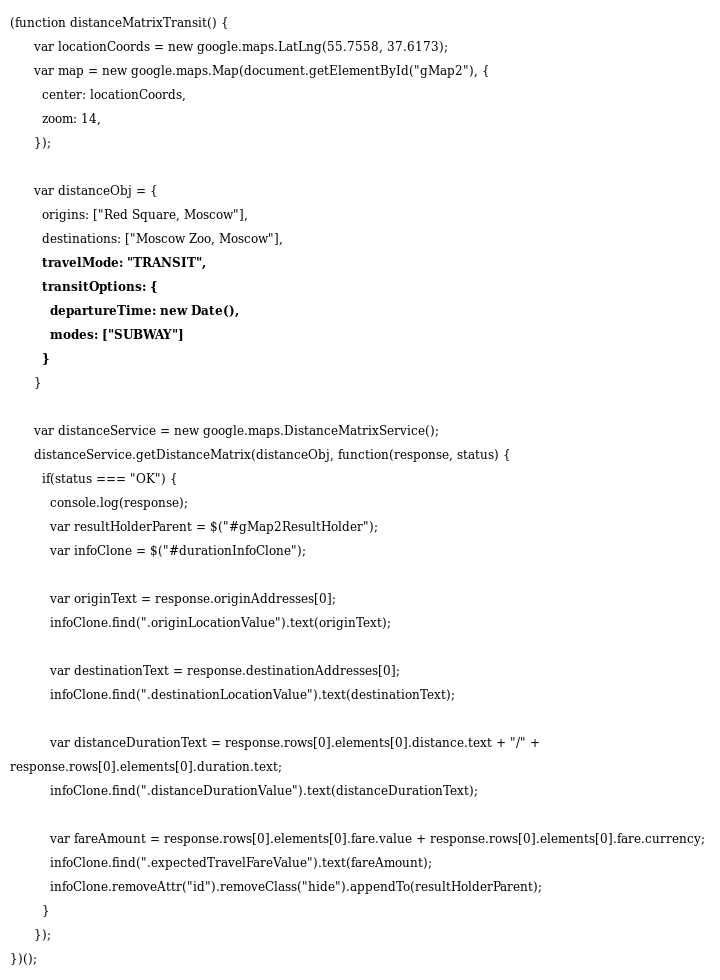 (function distanceMatrixTransit() {
var locationCoords = new google.maps.LatLng(55.7558, 37.6173);
var map = new google.maps.Map(document.getElementById("gMap2"), {
center: locationCoords,
zoom: 14,
});
var distanceObj = {
origins: ["Red Square, Moscow"],
destinations: ["Moscow Zoo, Moscow"],
travelMode: "TRANSIT",
transitOptions: {
departureTime: new Date(),
modes: ["SUBWAY"]
}
}
var distanceService = new google.maps.DistanceMatrixService();
distanceService.getDistanceMatrix(distanceObj, function(response, status) {
if(status === "OK") {
console.log(response);
var resultHolderParent = $("#gMap2ResultHolder");
var infoClone = $("#durationInfoClone");
var originText = response.originAddresses[0];
infoClone.find(".originLocationValue").text(originText);
var destinationText = response.destinationAddresses[0];
infoClone.find(".destinationLocationValue").text(destinationText);
var distanceDurationText = response.rows[0].elements[0].distance.text + "/" +
response.rows[0].elements[0].duration.text;
infoClone.find(".distanceDurationValue").text(distanceDurationText);
var fareAmount = response.rows[0].elements[0].fare.value + response.rows[0].elements[0].fare.currency;
infoClone.find(".expectedTravelFareValue").text(fareAmount);
infoClone.removeAttr("id").removeClass("hide").appendTo(resultHolderParent);
}
});
})();